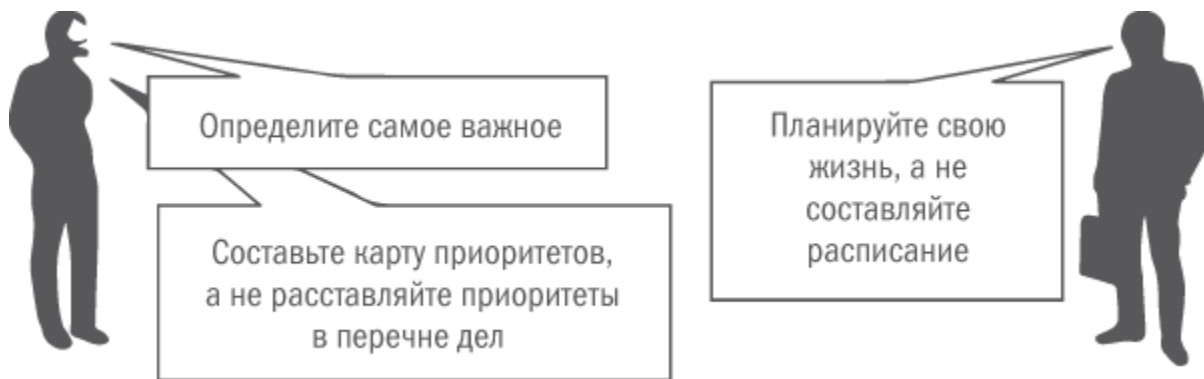 Определите самое важное
Составьте карту приоритетов,
а не расставляйте приоритеты
в перечне дел
Планируйте свою
жизнь, а не
составляйте
расписание